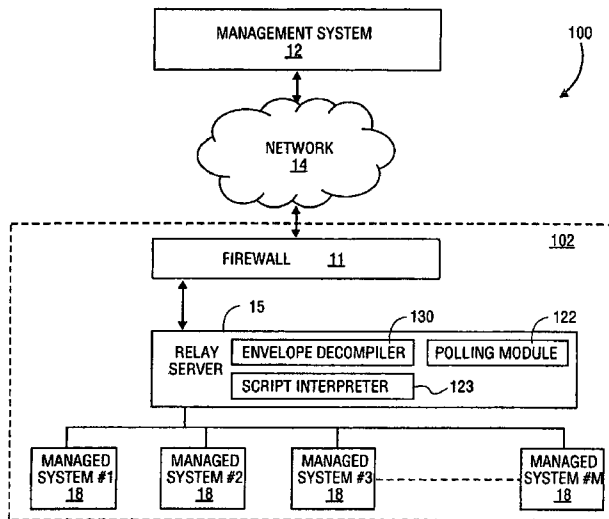 MANAGEMENT SYSTEM
12
100
NETWORK
14
102
FIREWALL 11
15
130
122
RELAY
SERVER
ENVELOPE DECOMPILER
POLLING MODULE
SCRIPT INTERPRETER
123
MANAGED
SYSTEM #1
18
MANAGED
SYSTEM #2
18
MANAGED
SYSTEM #3
18
MANAGED
SYSTEM #M
18